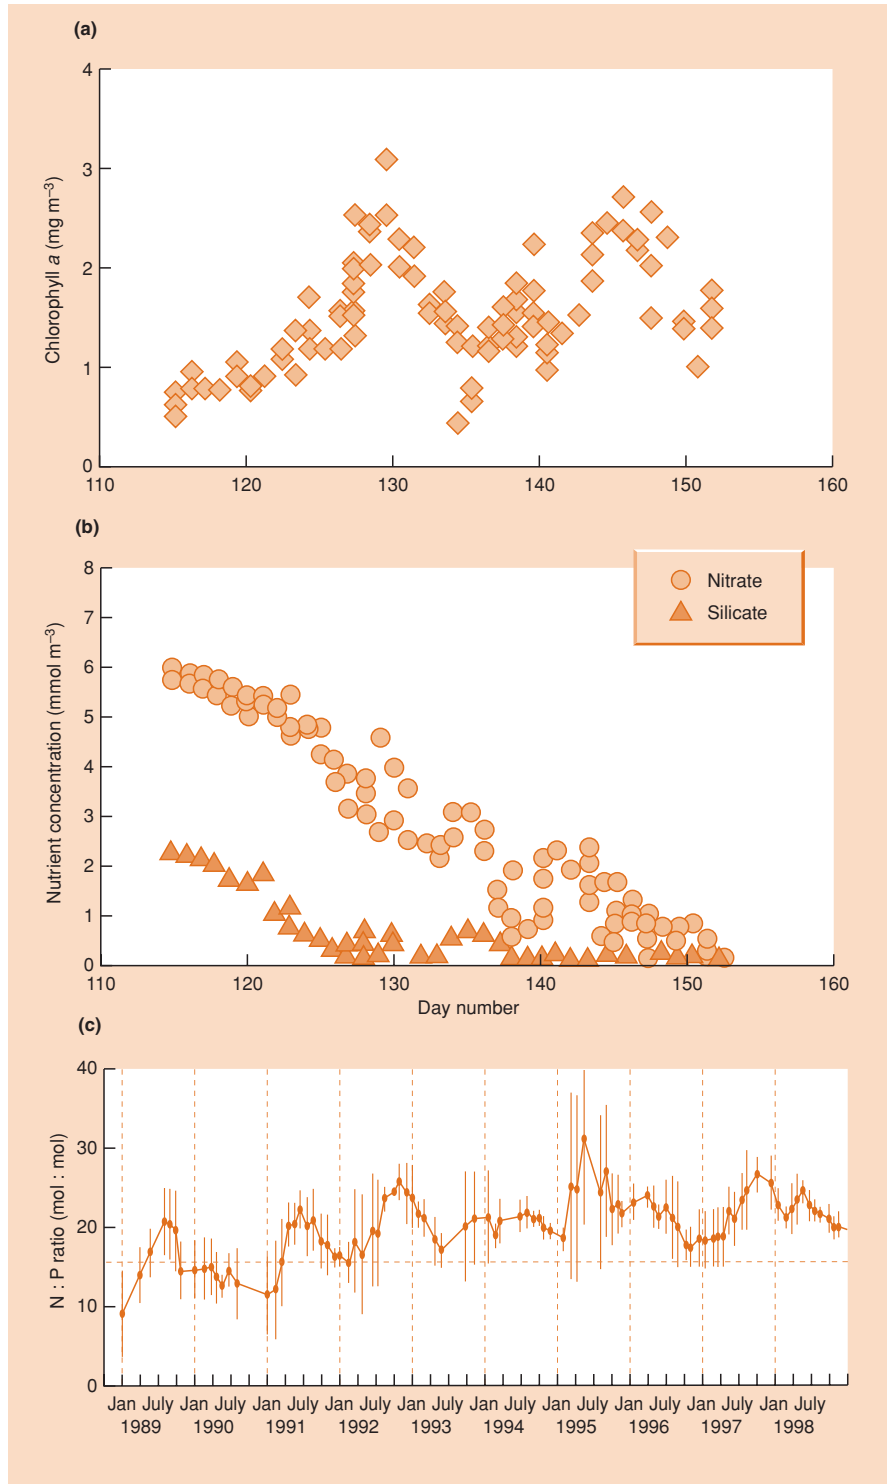 (a)
4
3
2
1
0
Chlorophyll a (mg m⁻³)
110 120 130 140 150 160
(b)
8
7
6
5
4
3
2
1
0
Nutrient concentration (mmol m⁻³)
Nitrate
Silicate
110 120 130 140 150 160
Day number
(c)
40
30
20
10
0
N : P ratio (mol : mol)
Jan July Jan July Jan July Jan July Jan July Jan July Jan July Jan July Jan July Jan July
1989 1990 1991 1992 1993 1994 1995 1996 1997 1998